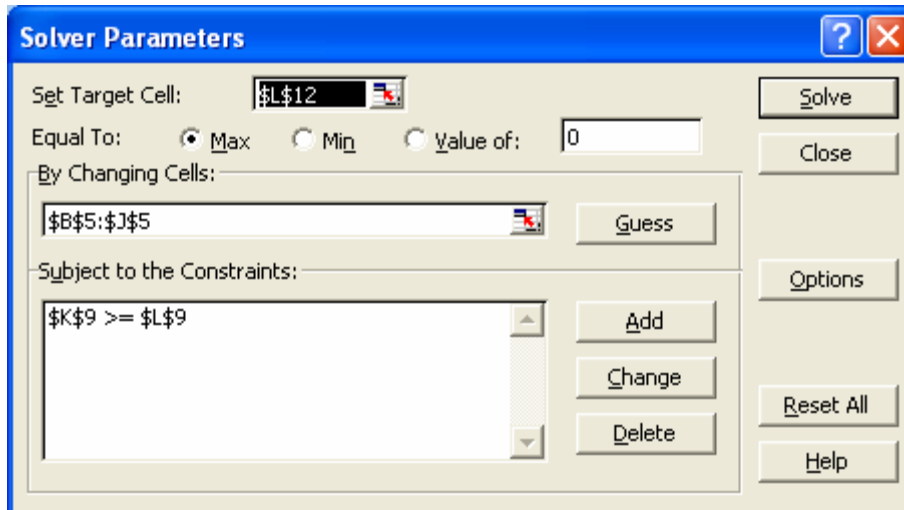 Solver Parameters
?
Set Target Cell:
$L$12
Solve
Equal To:
Max
Min
Value of:
0
Close
By Changing Cells:
$B$5:$J$5
Guess
Subject to the Constraints:
Options
$K$9 >= $L$9
Add
Change
Reset All
Delete
Help